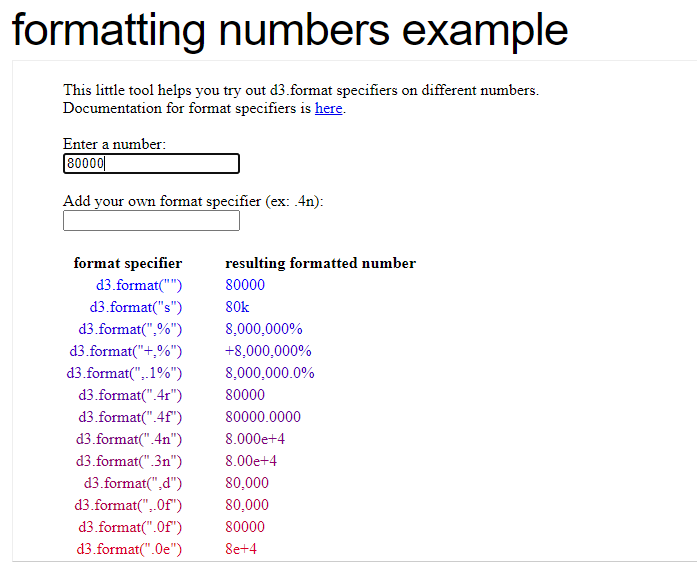 formatting numbers example
This little tool helps you try out d3.format specifiers on different numbers.
Documentation for format specifiers is here.
Enter a number:
80000
Add your own format specifier (ex: .4n):
format specifier resulting formatted number
d3.format("") 80000
d3.format("s") 80k
d3.format(",%") 8,000,000%
d3.format("+,%") +8,000,000%
d3.format(",.1%") 8,000,000.0%
d3.format(".4r") 80000
d3.format(".4f") 80000.0000
d3.format(".4n") 8.000e+4
d3.format(".3n") 8.00e+4
d3.format(",d") 80,000
d3.format(",.0f") 80,000
d3.format(".0f") 80000
d3.format(".0e") 8e+4